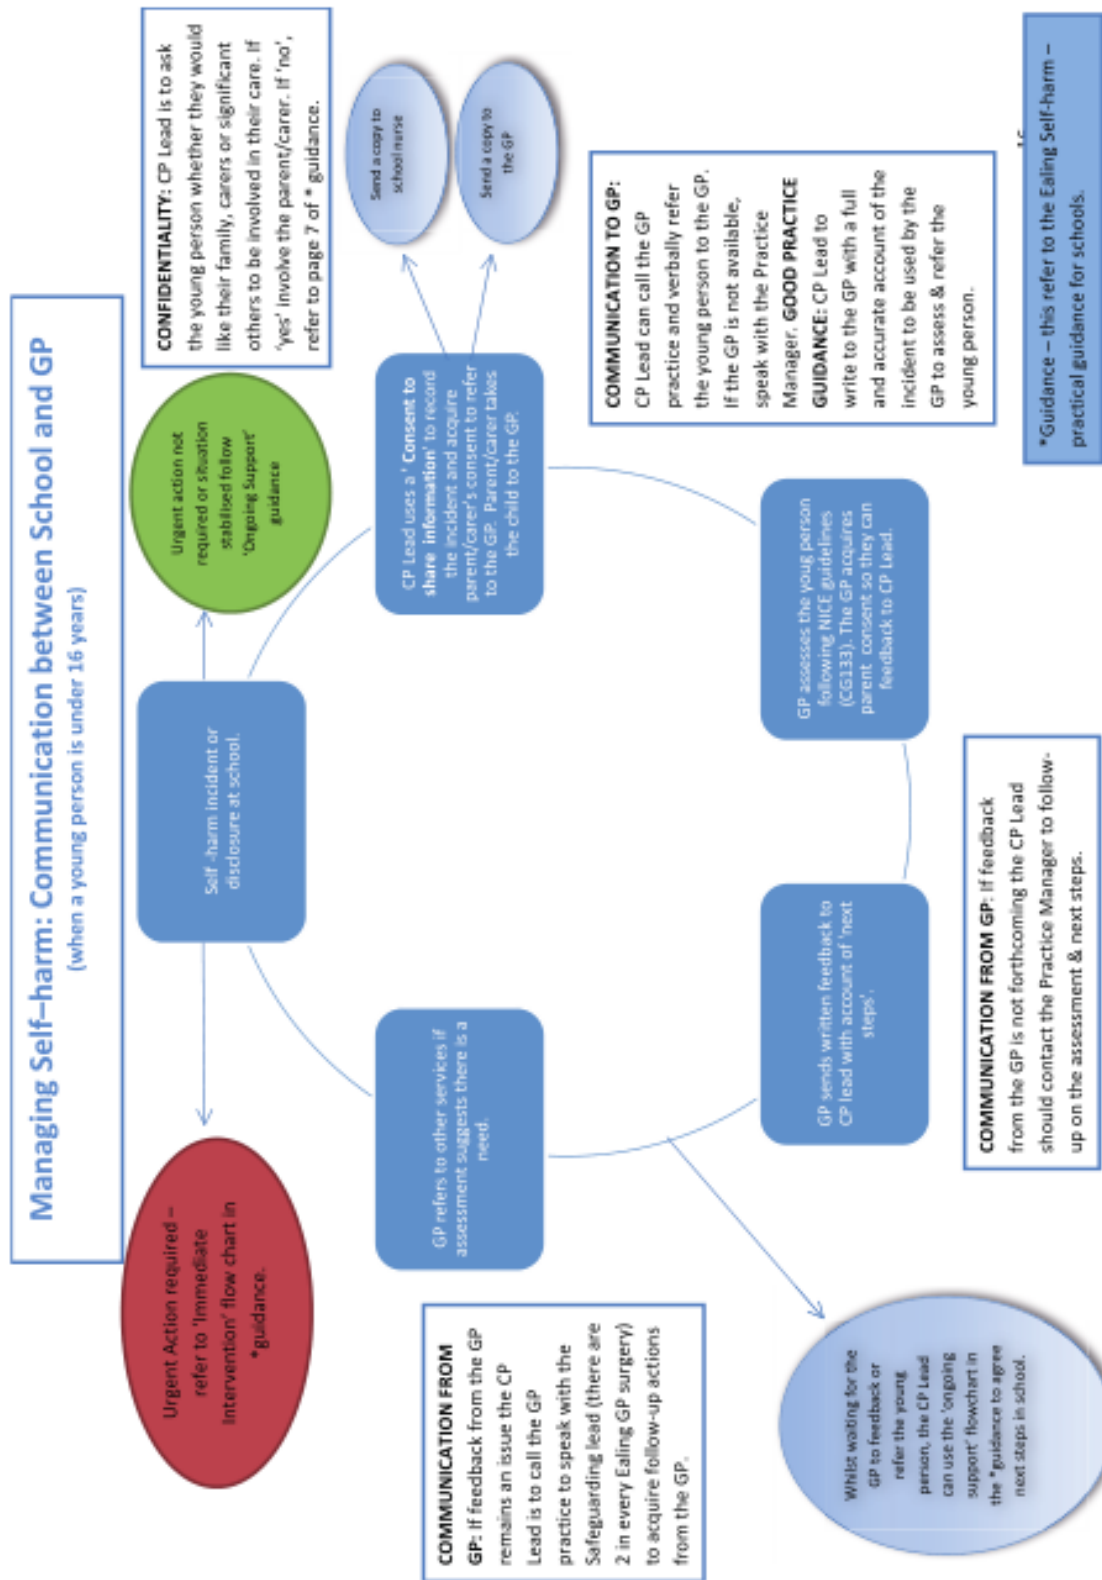 Managing Self–harm: Communication between School and GP
(when a young person is under 16 years)
Urgent Action required –
refer to 'Immediate
Intervention' flow chart in
*guidance.
Self -harm incident or
disclosure at school.
Urgent action not
required or situation
stabilised follow
'Ongoing Support'
guidance
CONFIDENTIALITY: CP Lead is to ask
the young person whether they would
like their family, carers or significant
others to be involved in their care. If
'yes' involve the parent/carer. If 'no',
refer to page 7 of * guidance.
CP Lead uses a ' Consent to
share information' to record
the incident and acquire
parent/carer's consent to refer
to the GP. Parent/carer takes
the child to the GP.
Send a copy to
school nurse
Send a copy to
the GP
COMMUNICATION TO GP:
CP Lead can call the GP
practice and verbally refer
the young person to the GP.
If the GP is not available,
speak with the Practice
Manager. GOOD PRACTICE
GUIDANCE: CP Lead to
write to the GP with a full
and accurate account of the
incident to be used by the
GP to assess & refer the
young person.
GP assesses the youg person
following NICE guidelines
(CG133). The GP acquires
parent consent so they can
feedback to CP Lead.
COMMUNICATION FROM GP: If feedback
from the GP is not forthcoming the CP Lead
should contact the Practice Manager to follow-
up on the assessment & next steps.
GP sends written feedback to
CP lead with account of 'next
steps'.
GP refers to other services if
assessment suggests there is a
need.
COMMUNICATION FROM
GP: If feedback from the GP
remains an issue the CP
Lead is to call the GP
practice to speak with the
Safeguarding lead (there are
2 in every Ealing GP surgery)
to acquire follow-up actions
from the GP.
Whilst waiting for the
GP to feedback or
refer the young
person, the CP Lead
can use the 'ongoing
support' flowchart in
the *guidance to agree
next steps in school.
*Guidance – this refer to the Ealing Self-harm –
practical guidance for schools.